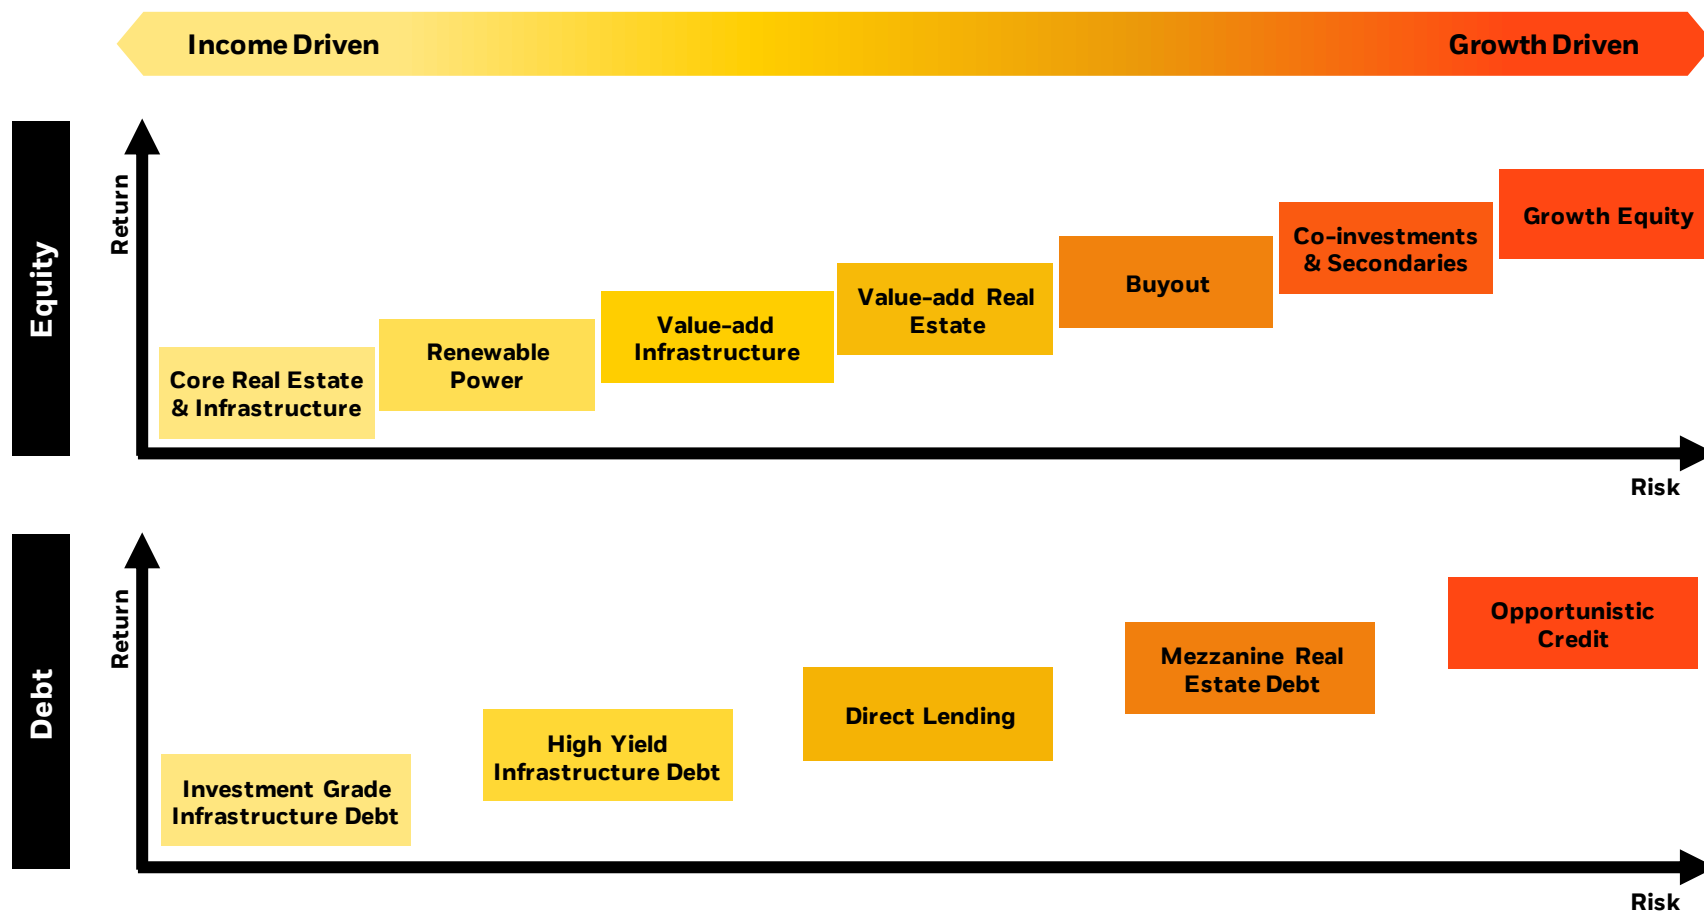 Income Driven
Growth Driven
Equity
Return
Growth Equity
Co-investments
& Secondaries
Buyout
Value-add Real
Estate
Value-add
Infrastructure
Renewable
Power
Core Real Estate
& Infrastructure
Risk
Debt
Return
Opportunistic
Credit
Mezzanine Real
Estate Debt
Direct Lending
High Yield
Infrastructure Debt
Investment Grade
Infrastructure Debt
Risk